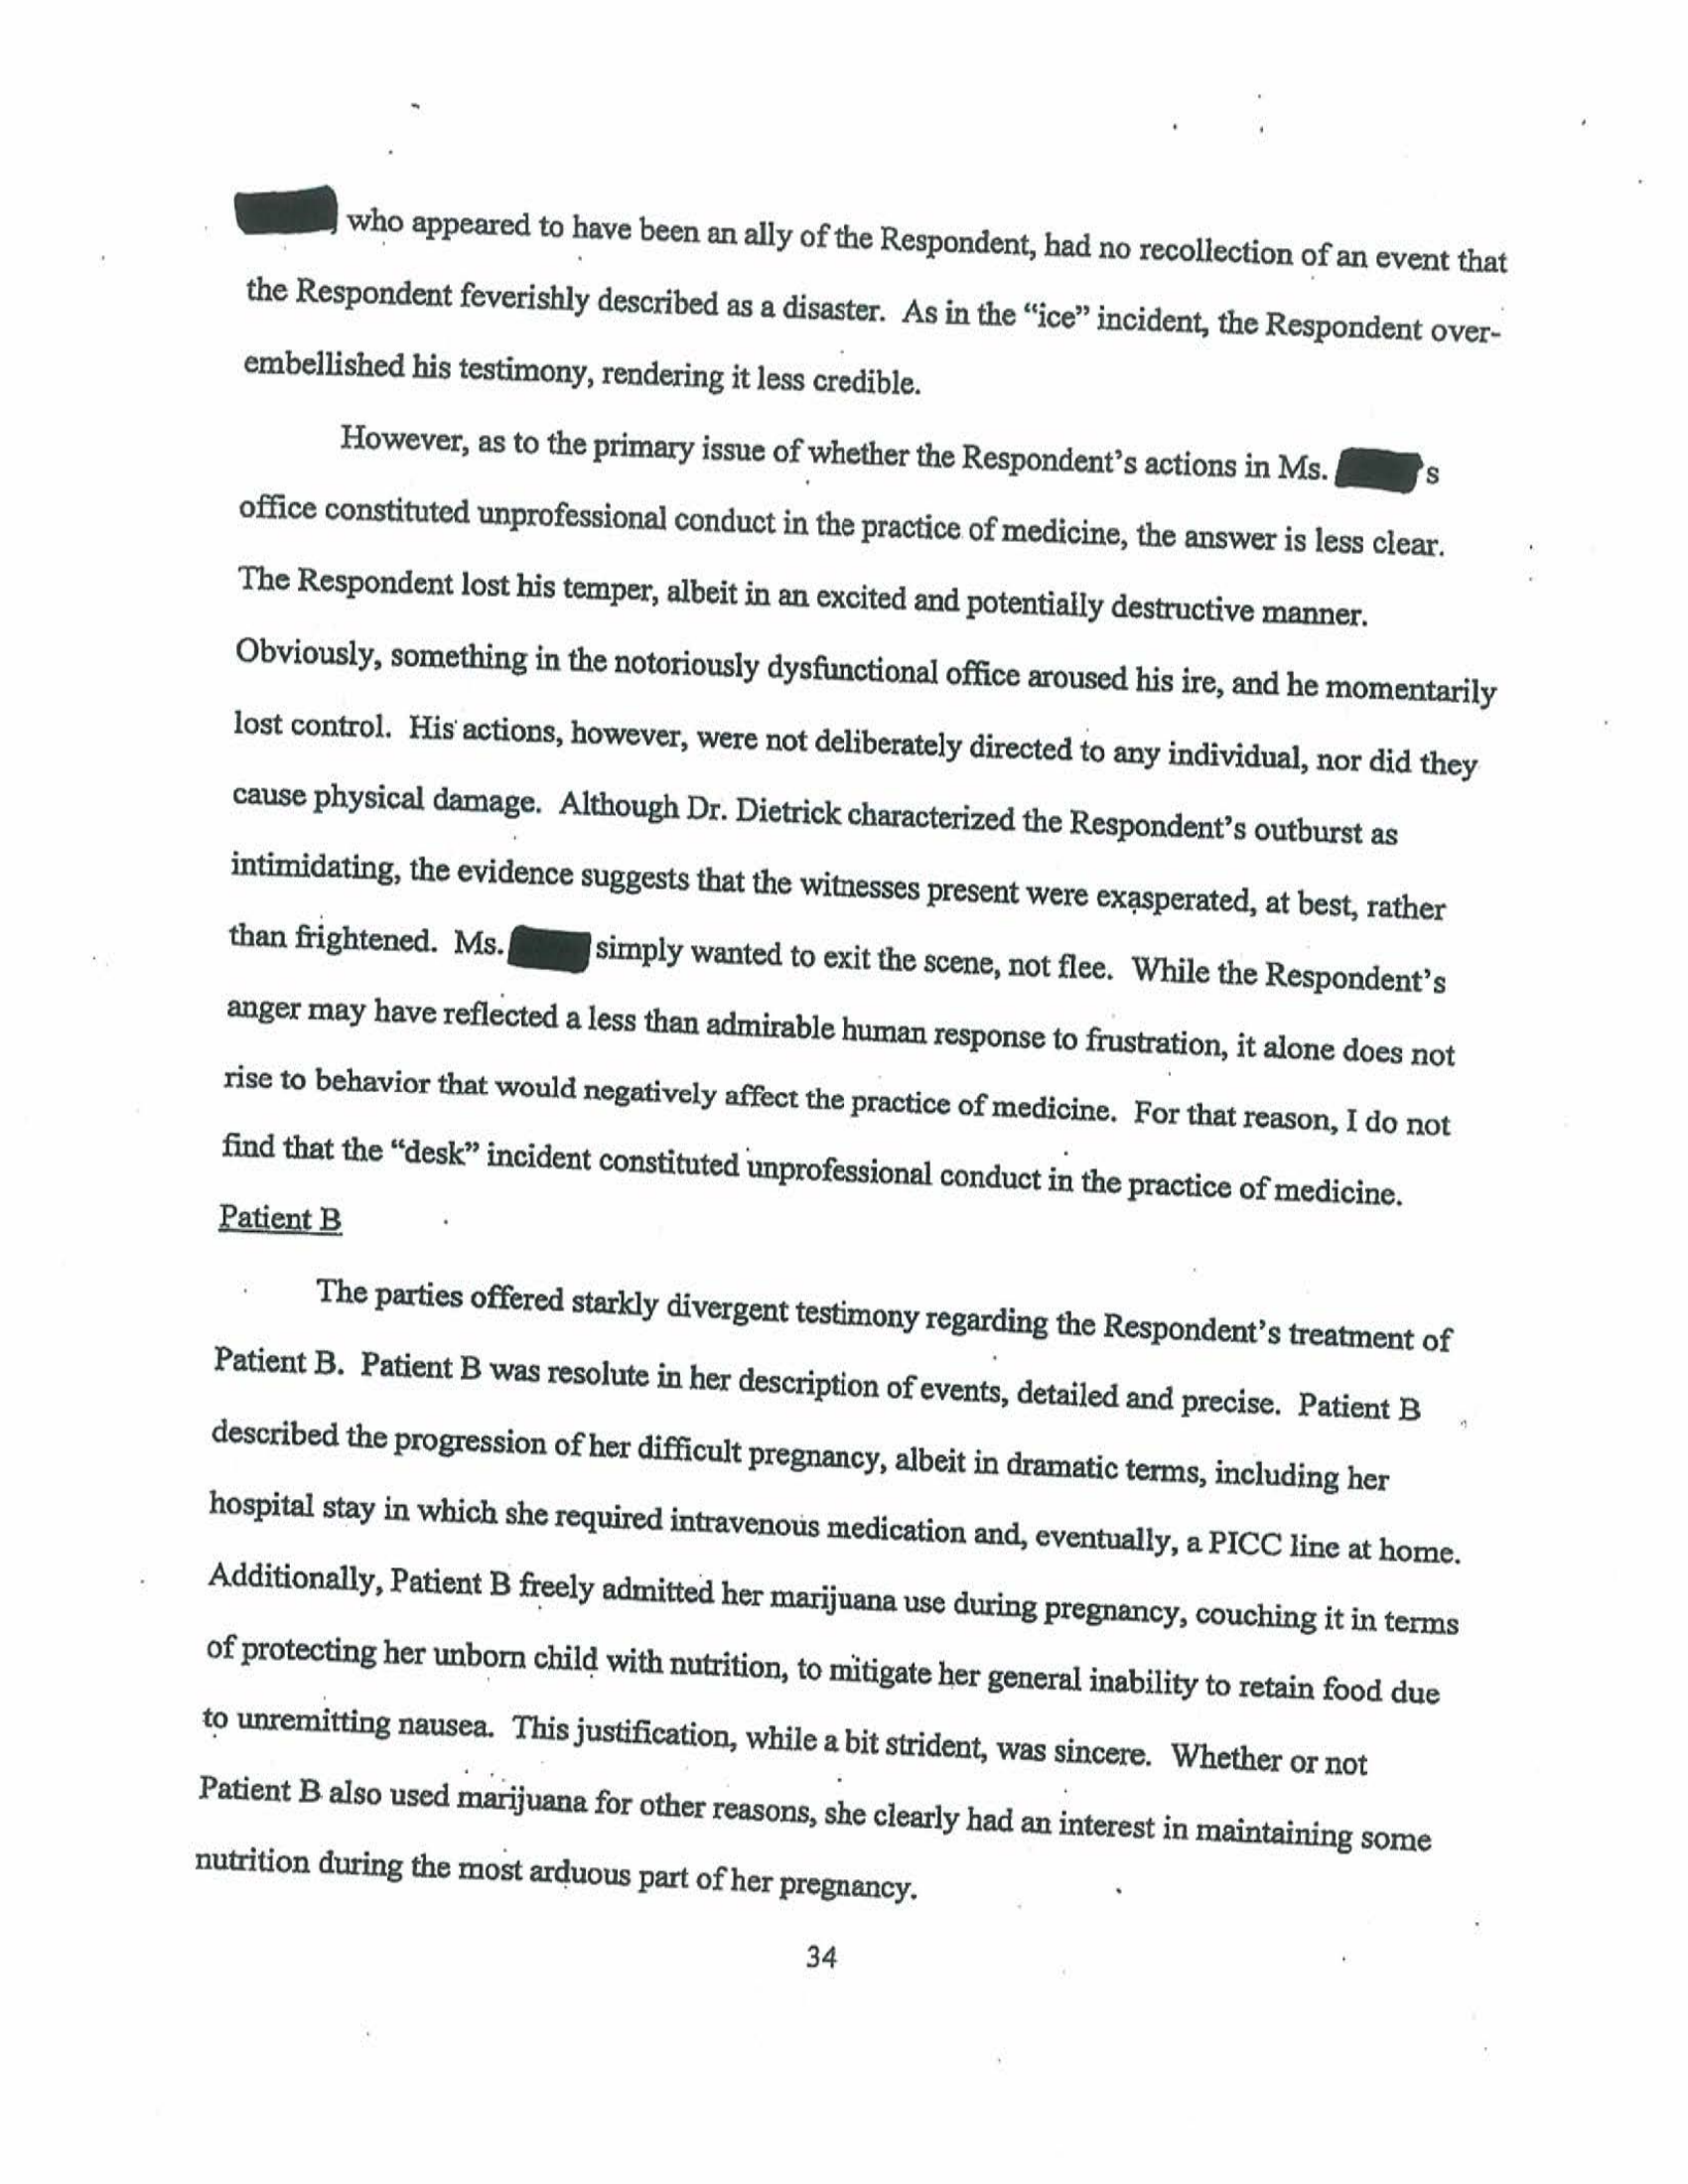 , who appeared to have been an ally of the Respondent, had no recollection of an event that
the Respondent feverishly described as a disaster. As in the “ice” incident, the Respondent over-
embellished his testimony, rendering it less credible.
However, as to the primary issue of whether the Respondent’s actions in Ms. ’s
office constituted unprofessional conduct in the practice of medicine, the answer is less clear.
The Respondent lost his temper, albeit in an excited and potentially destructive manner.
Obviously, something in the notoriously dysfunctional office aroused his ire, and he momentarily
lost control. His actions, however, were not deliberately directed to any individual, nor did they
cause physical damage. Although Dr. Dietrick characterized the Respondent’s outburst as
intimidating, the evidence suggests that the witnesses present were exasperated, at best, rather
than frightened. Ms. simply wanted to exit the scene, not flee. While the Respondent’s
anger may have reflected a less than admirable human response to frustration, it alone does not
rise to behavior that would negatively affect the practice of medicine. For that reason, I do not
find that the “desk” incident constituted unprofessional conduct in the practice of medicine.
Patient B
The parties offered starkly divergent testimony regarding the Respondent’s treatment of
Patient B. Patient B was resolute in her description of events, detailed and precise. Patient B
described the progression of her difficult pregnancy, albeit in dramatic terms, including her
hospital stay in which she required intravenous medication and, eventually, a PICC line at home.
Additionally, Patient B freely admitted her marijuana use during pregnancy, couching it in terms
of protecting her unborn child with nutrition, to mitigate her general inability to retain food due
to unremitting nausea. This justification, while a bit strident, was sincere. Whether or not
Patient B also used marijuana for other reasons, she clearly had an interest in maintaining some
nutrition during the most arduous part of her pregnancy.
34